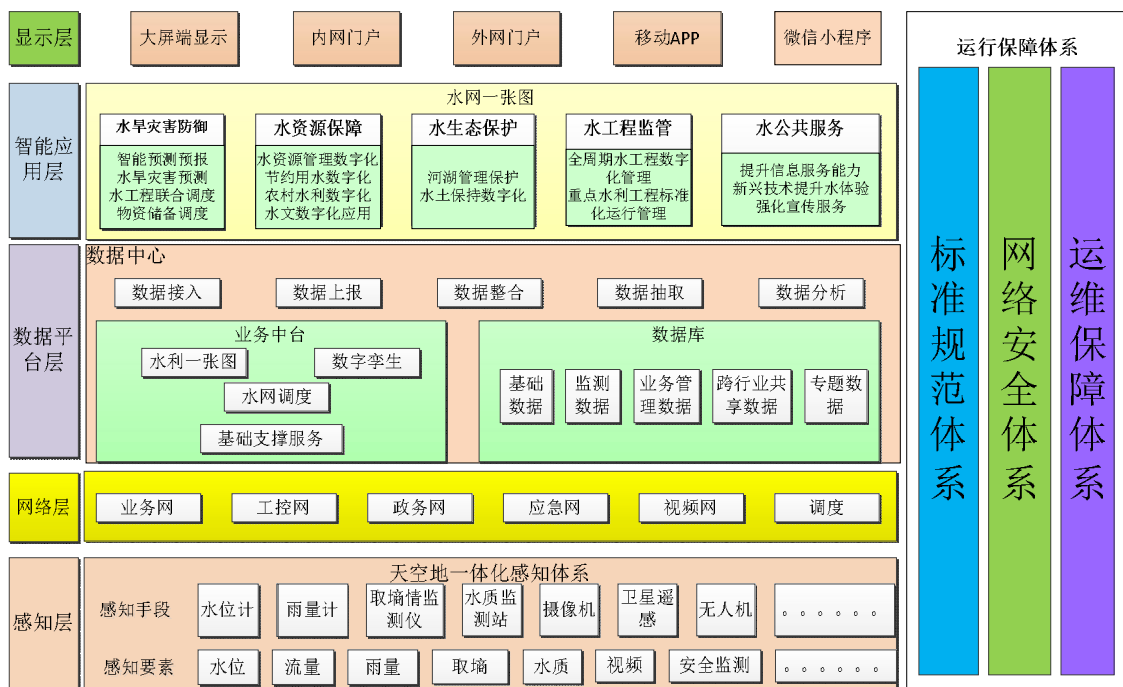 显示层
大屏端显示
内网门户
外网门户
移动APP
微信小程序
运行保障体系
智能应
用层
水网一张图
水旱灾害防御
智能预测预报
水旱灾害预测
水工程联合调度
物资储备调度
水资源保障
水资源管理数字化
节约用水数字化
农村水利数字化
水文数字化应用
水生态保护
河湖管理保护
水土保持数字化
水工程监管
全周期水工程数字
化管理
重点水利工程标准
化运行管理
水公共服务
提升信息服务能力
新兴技术提升水体验
强化宣传服务
数据平
台层
数据中心
数据接入
数据上报
数据整合
数据抽取
数据分析
业务中台
水利一张图
数字孪生
水网调度
基础支撑服务
数据库
基础
数据
监测
数据
业务管
理数据
跨行业共
享数据
专题数
据
网络层
业务网
工控网
政务网
应急网
视频网
调度
感知层
天空地一体化感知体系
感知手段
水位计
雨量计
取墒情监
测仪
水质监
测站
摄像机
卫星遥
感
无人机
。。。。。。
感知要素
水位
流量
雨量
取墒
水质
视频
安全监测
。。。。。。
标准规范体系
网络安全体系
运维保障体系